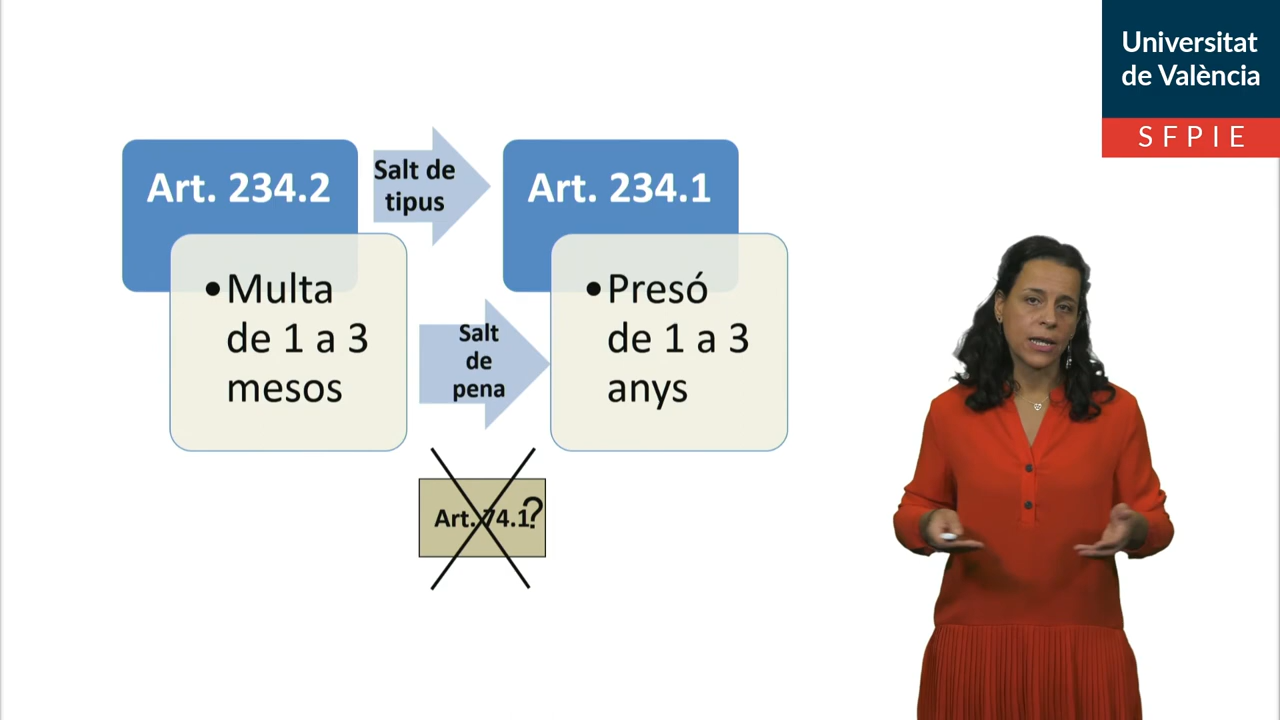 Universitat
de València
SFPIE
Art. 234.2
Salt de
tipus
Art. 234.1
•Multa
de 1 a 3
mesos
Salt
de
pena
•Presó
de 1 a 3
anys
Art.74.1?